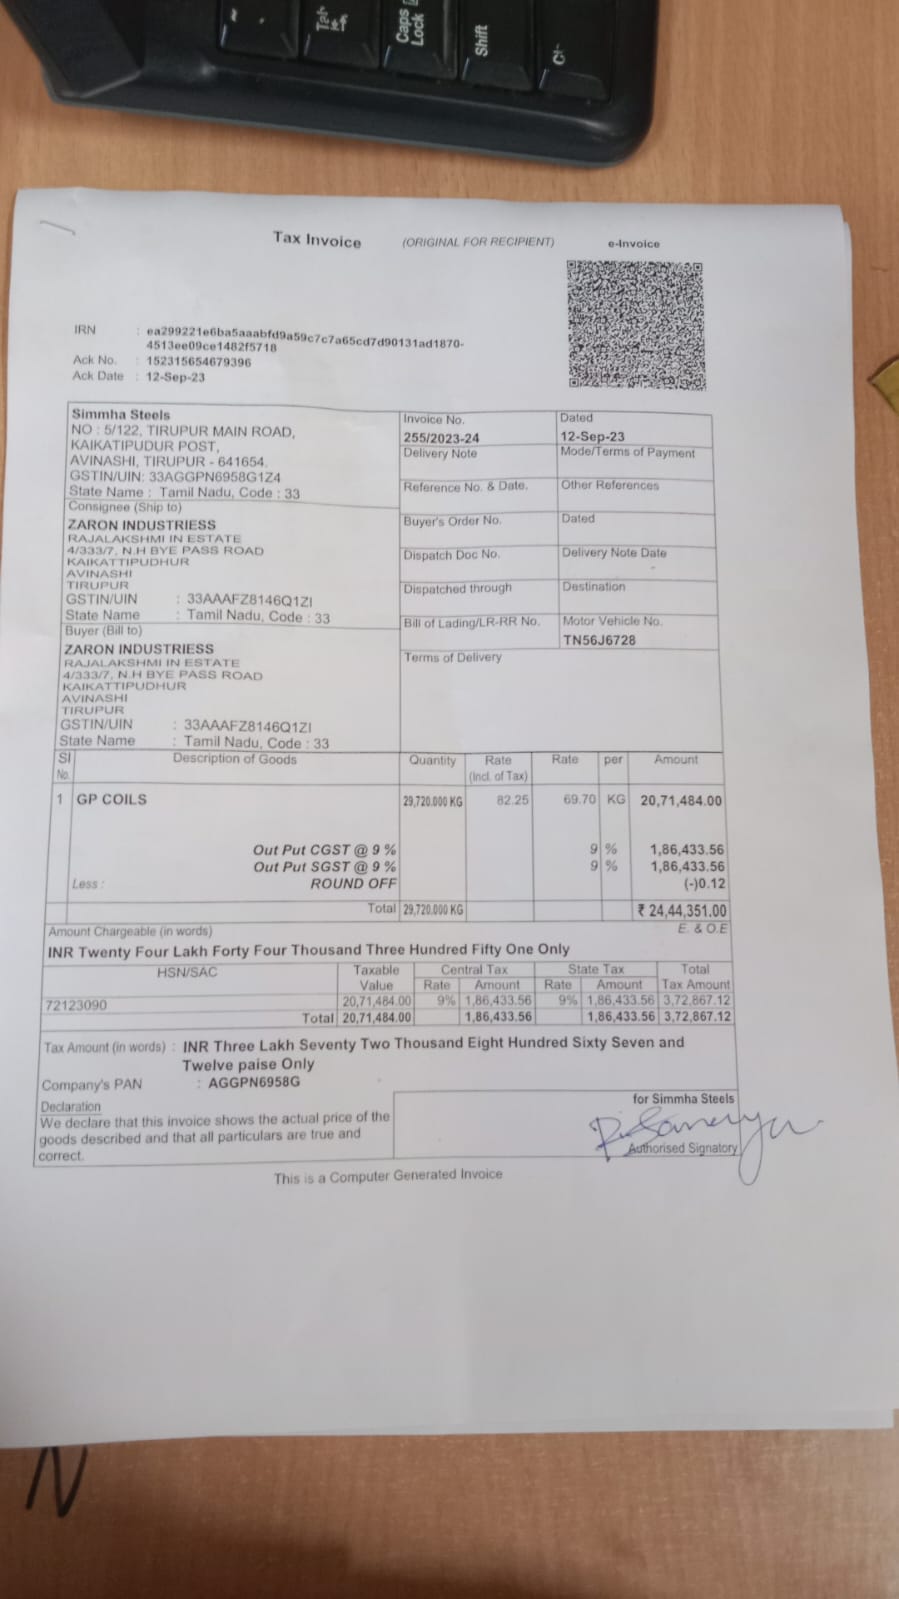 Tab
Caps Lock
Shift
Tax Invoice (ORIGINAL FOR RECIPIENT) e-Invoice
IRN : ea299221e6ba5aaabfd9a59c7c7a65cd7d90131ad1870-
4513ee09ce1482f5718
Ack No. : 152315654679396
Ack Date : 12-Sep-23
Simmha Steels
NO : 5/122, TIRUPUR MAIN ROAD,
KAIKATIPUDUR POST,
AVINASHI, TIRUPUR - 641654.
GSTIN/UIN: 33AGGPN6958G1Z4
State Name : Tamil Nadu, Code : 33
Invoice No. Dated
255/2023-24 12-Sep-23
Delivery Note Mode/Terms of Payment
Reference No. & Date. Other References
Buyer's Order No. Dated
Dispatch Doc No. Delivery Note Date
Dispatched through Destination
Bill of Lading/LR-RR No. Motor Vehicle No.
TN56J6728
Terms of Delivery
Consignee (Ship to)
ZARON INDUSTRIESS
RAJALAKSHMI IN ESTATE
4/333/7, N.H BYE PASS ROAD
KAIKATTIPUDHUR
AVINASHI
TIRUPUR
GSTIN/UIN : 33AAAFZ8146Q1ZI
State Name : Tamil Nadu, Code : 33
Buyer (Bill to)
ZARON INDUSTRIESS
RAJALAKSHMI IN ESTATE
4/333/7, N.H BYE PASS ROAD
KAIKATTIPUDHUR
AVINASHI
TIRUPUR
GSTIN/UIN : 33AAAFZ8146Q1ZI
State Name : Tamil Nadu, Code : 33
Sl No. Description of Goods Quantity Rate (Incl. of Tax) Rate per Amount
1 GP COILS 29,720.000 KG 82.25 69.70 KG 20,71,484.00
Out Put CGST @ 9 % 9 % 1,86,433.56
Out Put SGST @ 9 % 9 % 1,86,433.56
Less : ROUND OFF (-)0.12
Total 29,720.000 KG ₹ 24,44,351.00
Amount Chargeable (in words) E. & O.E
INR Twenty Four Lakh Forty Four Thousand Three Hundred Fifty One Only
HSN/SAC Taxable Value Central Tax State Tax Total Tax Amount
Rate Amount Rate Amount
72123090 20,71,484.00 9% 1,86,433.56 9% 1,86,433.56 3,72,867.12
Total 20,71,484.00 1,86,433.56 1,86,433.56 3,72,867.12
Tax Amount (in words) : INR Three Lakh Seventy Two Thousand Eight Hundred Sixty Seven and
Twelve paise Only
Company's PAN : AGGPN6958G
Declaration
We declare that this invoice shows the actual price of the
goods described and that all particulars are true and
correct.
for Simmha Steels
Authorised Signatory
This is a Computer Generated Invoice